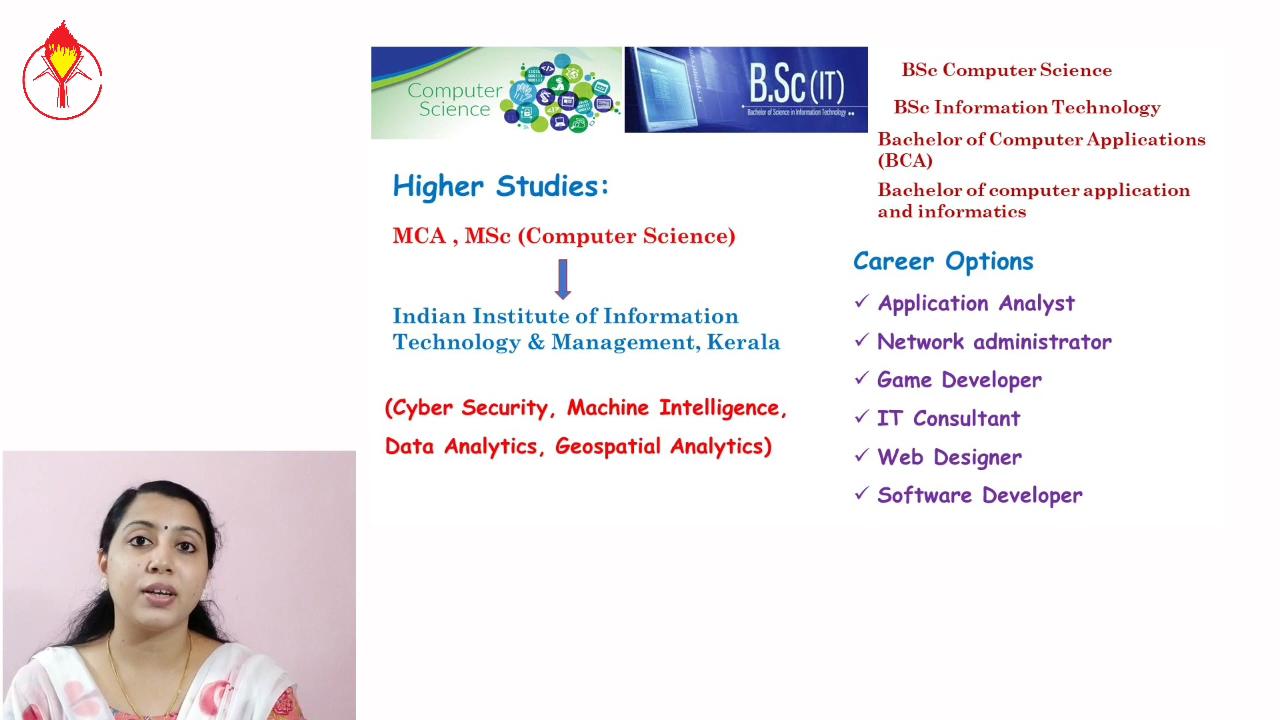 Computer
Science
B.Sc (IT)
Bachelor of Science in Information Technology
BSc Computer Science
BSc Information Technology
Bachelor of Computer Applications
(BCA)
Bachelor of computer application
and informatics
Higher Studies:
MCA , MSc (Computer Science)
Indian Institute of Information
Technology & Management, Kerala
(Cyber Security, Machine Intelligence,
Data Analytics, Geospatial Analytics)
Career Options
✓ Application Analyst
✓ Network administrator
✓ Game Developer
✓ IT Consultant
✓ Web Designer
✓ Software Developer